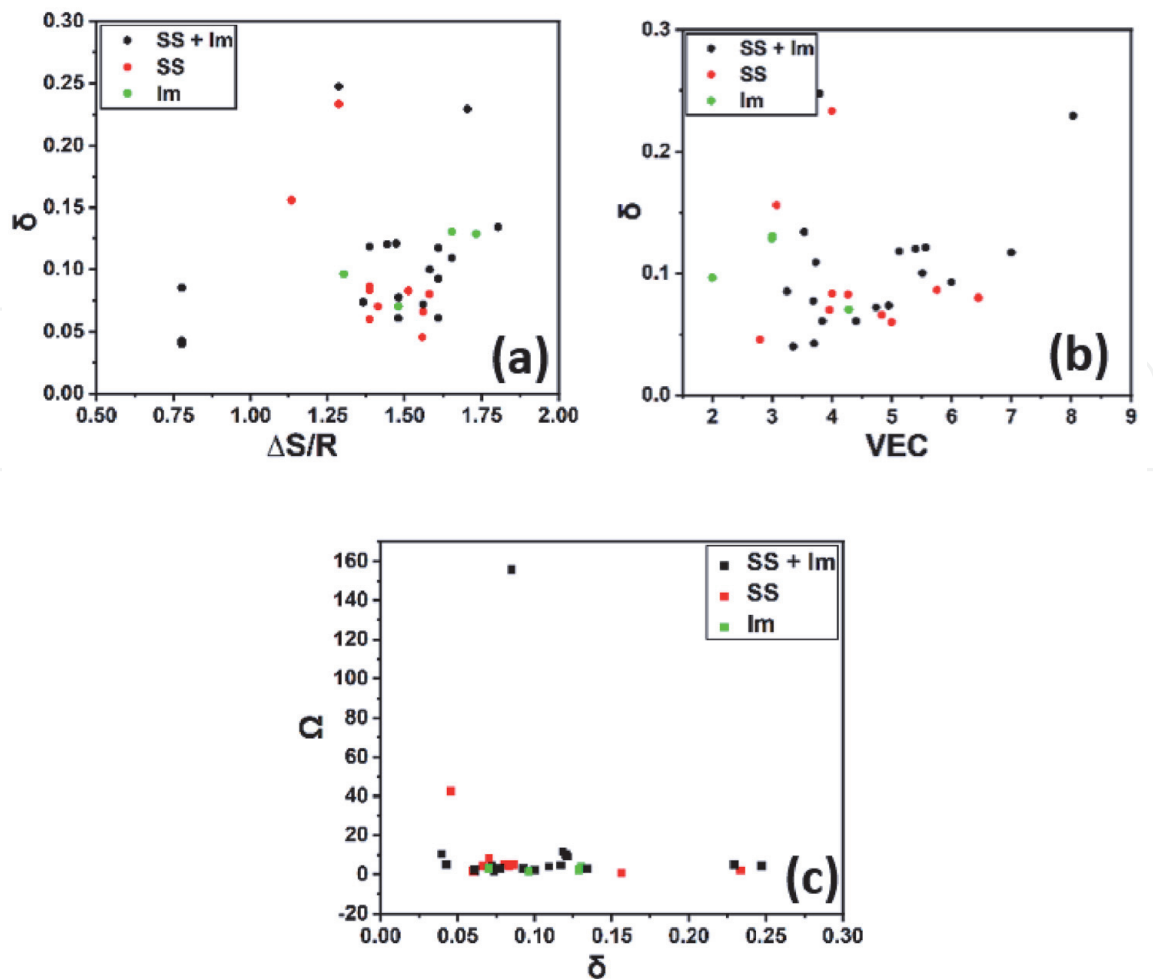 0.30
0.25
0.20
0.15
0.10
0.05
0.00
δ
SS + Im
SS
Im
(a)
0.50 0.75 1.00 1.25 1.50 1.75 2.00
ΔS/R
0.3
0.2
0.1
0.0
δ
SS + Im
SS
Im
(b)
2 3 4 5 6 7 8 9
VEC
160
140
120
100
80
60
40
20
0
-20
Ω
SS + Im
SS
Im
(c)
0.00 0.05 0.10 0.15 0.20 0.25 0.30
δ